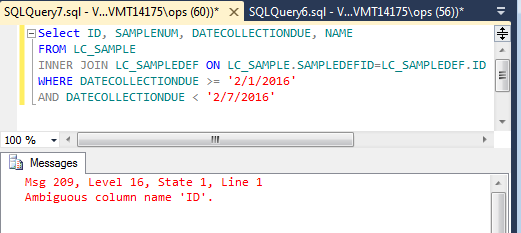 SQLQuery7.sql - V...VMT14175\ops (60))* SQLQuery6.sql - V...VMT14175\ops (56))*
Select ID, SAMPLENUM, DATECOLLECTIONDUE, NAME
FROM LC_SAMPLE
INNER JOIN LC_SAMPLEDEF ON LC_SAMPLE.SAMPLEDEFID=LC_SAMPLEDEF.ID
WHERE DATECOLLECTIONDUE >= '2/1/2016'
AND DATECOLLECTIONDUE < '2/7/2016'
100 %
Messages
Msg 209, Level 16, State 1, Line 1
Ambiguous column name 'ID'.